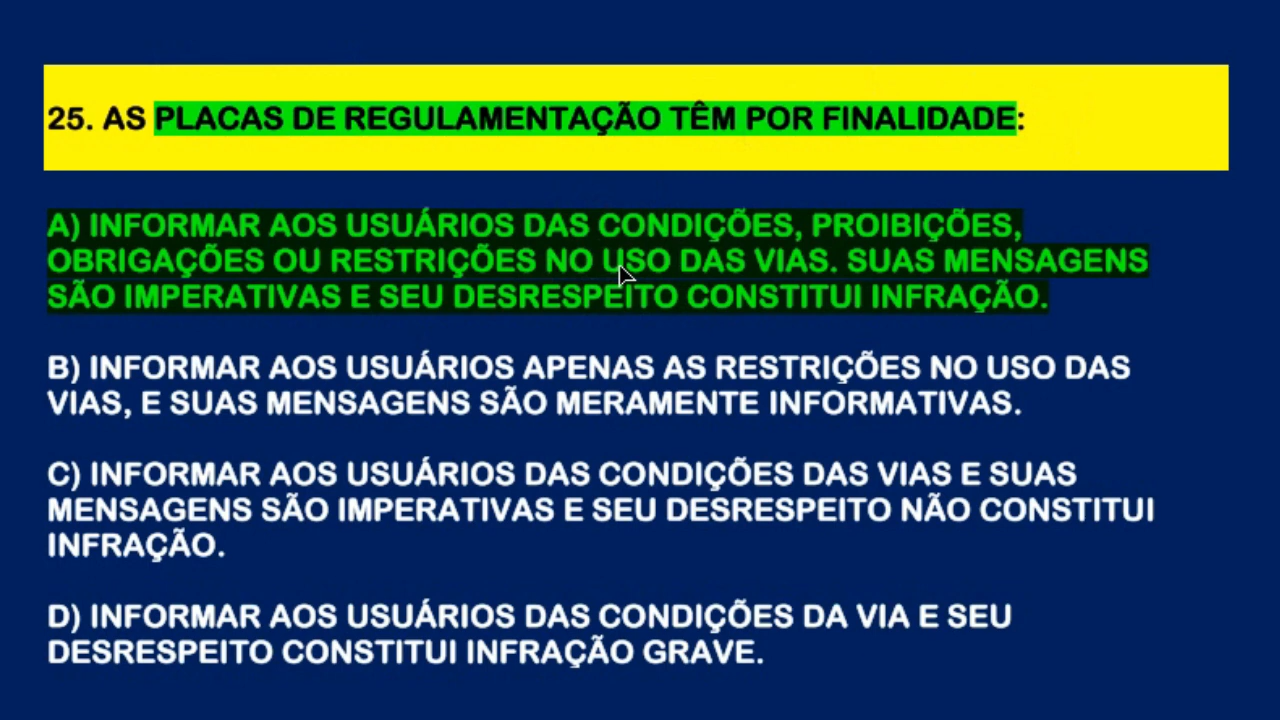 25. AS PLACAS DE REGULAMENTAÇÃO TÊM POR FINALIDADE:
A) INFORMAR AOS USUÁRIOS DAS CONDIÇÕES, PROIBIÇÕES,
OBRIGAÇÕES OU RESTRIÇÕES NO USO DAS VIAS. SUAS MENSAGENS
SÃO IMPERATIVAS E SEU DESRESPEITO CONSTITUI INFRAÇÃO.
B) INFORMAR AOS USUÁRIOS APENAS AS RESTRIÇÕES NO USO DAS
VIAS, E SUAS MENSAGENS SÃO MERAMENTE INFORMATIVAS.
C) INFORMAR AOS USUÁRIOS DAS CONDIÇÕES DAS VIAS E SUAS
MENSAGENS SÃO IMPERATIVAS E SEU DESRESPEITO NÃO CONSTITUI
INFRAÇÃO.
D) INFORMAR AOS USUÁRIOS DAS CONDIÇÕES DA VIA E SEU
DESRESPEITO CONSTITUI INFRAÇÃO GRAVE.